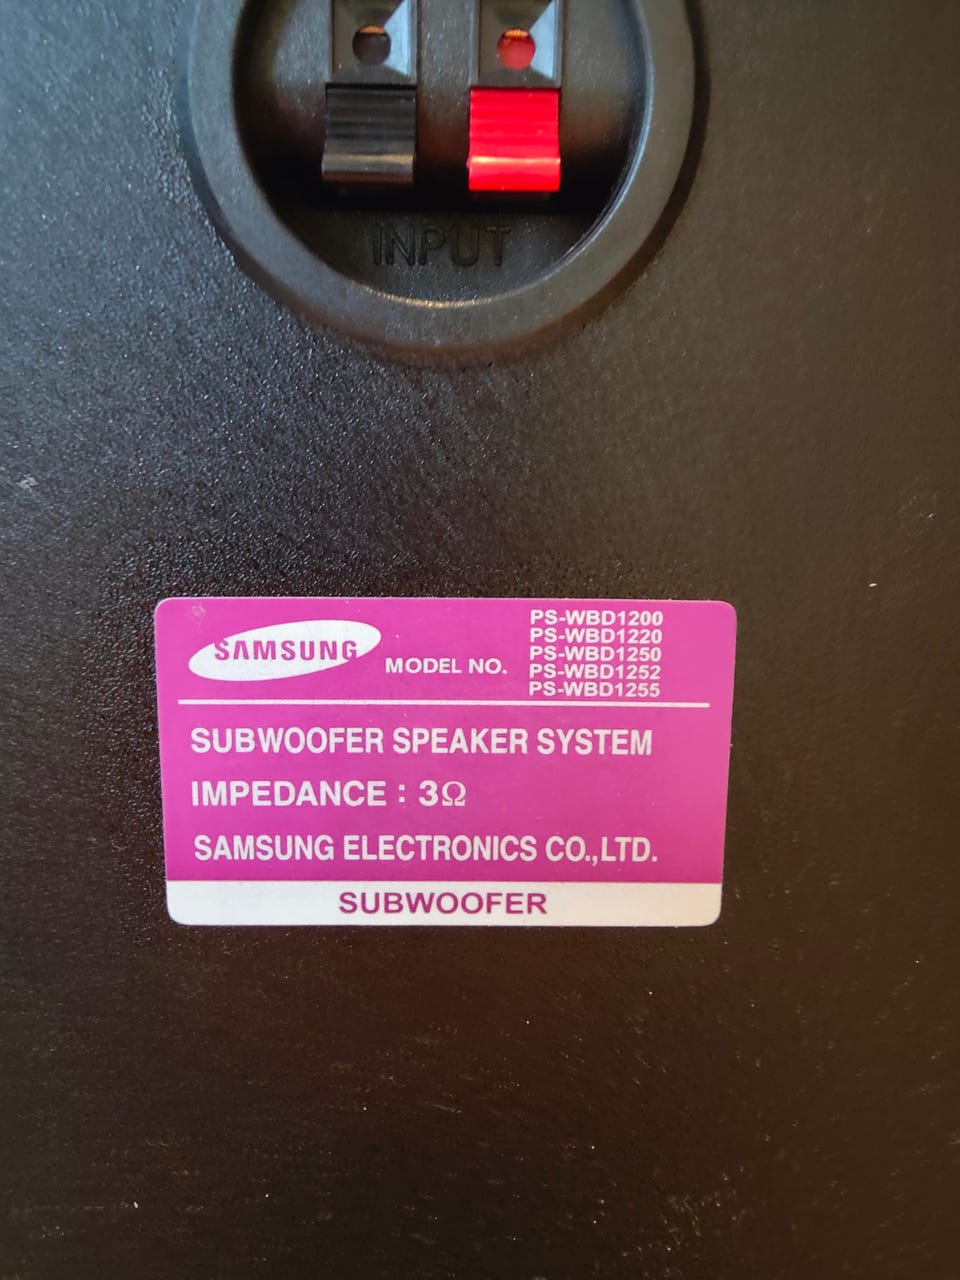 INPUT
SAMSUNG
MODEL NO.
PS-WBD1200
PS-WBD1220
PS-WBD1250
PS-WBD1252
PS-WBD1255
SUBWOOFER SPEAKER SYSTEM
IMPEDANCE : 3Ω
SAMSUNG ELECTRONICS CO.,LTD.
SUBWOOFER